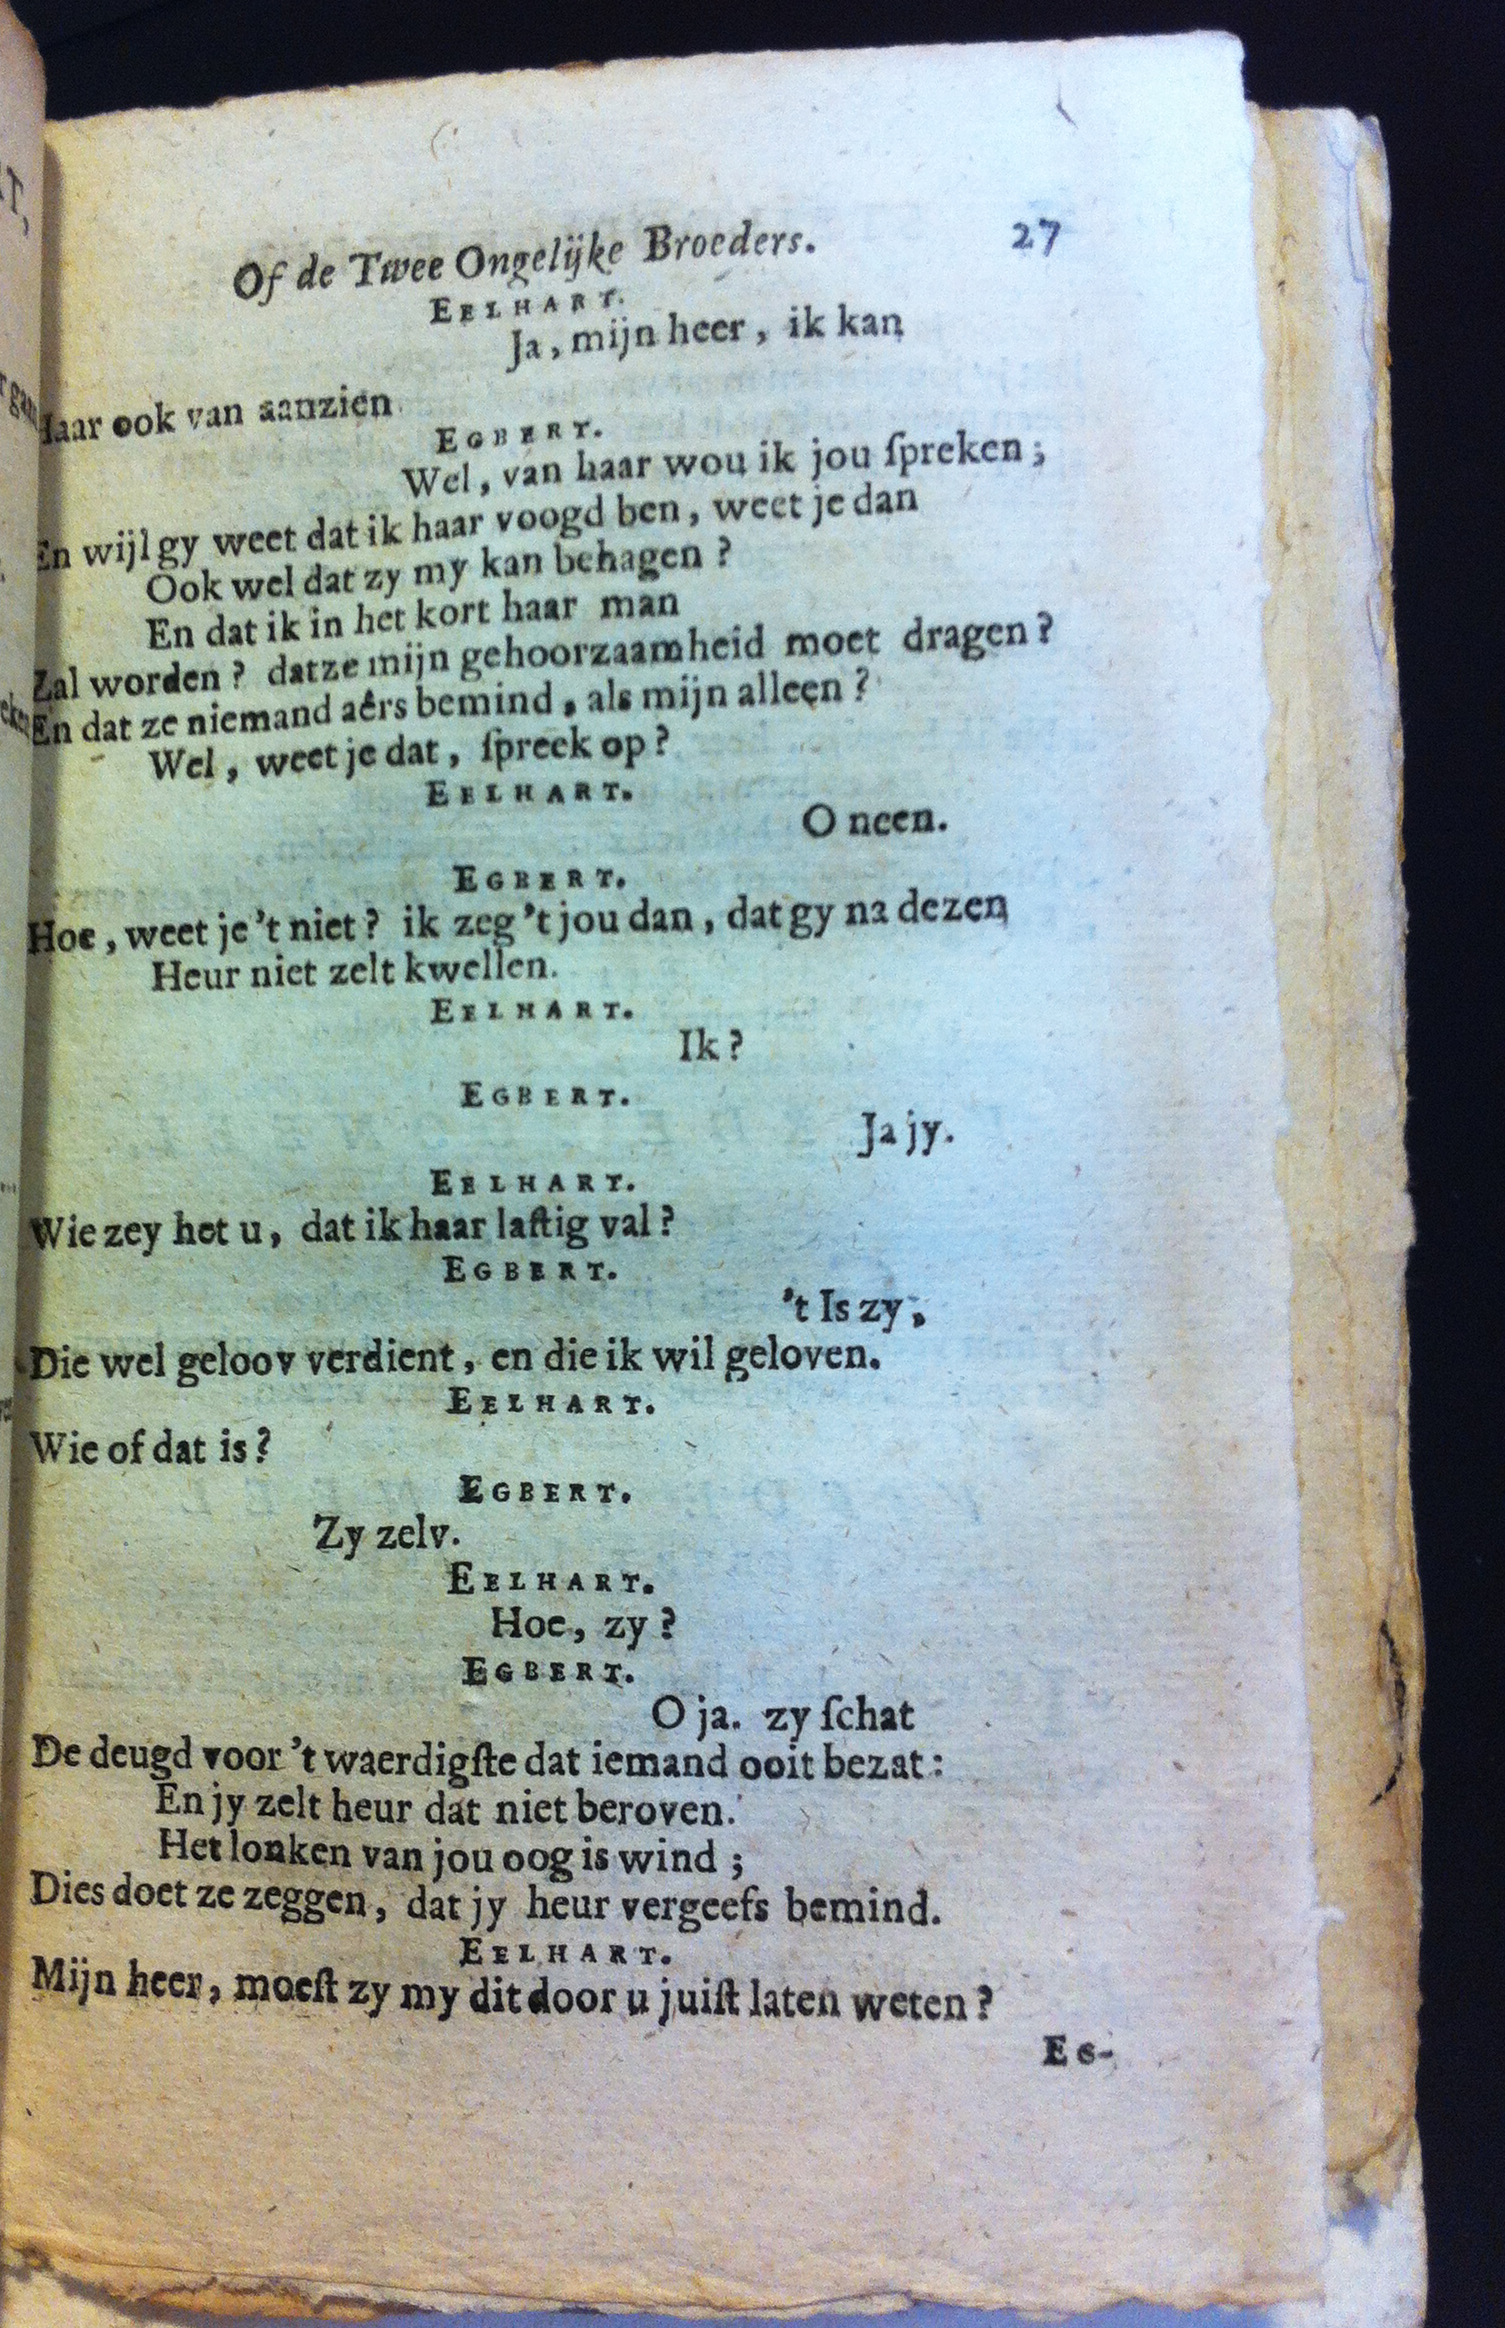 Of de Twee Ongelijke Broeders. 27
EELHART.
Ja, mijn heer, ik kan
Haar ook van aanzien
EGBERT.
Wel, van haar wou ik jou ſpreken;
En wijl gy weet dat ik haar voogd ben, weet je dan
Ook wel dat zy my kan behagen?
En dat ik in het kort haar man
Zal worden? datze mijn gehoorzaamheid moet dragen?
En dat ze niemand aêrs bemind, als mijn alleen?
Wel, weet je dat, ſpreek op?
EELHART.
O neen.
EGBERT.
Hoe, weet je 't niet? ik zeg 't jou dan, dat gy na dezen
Heur niet zelt kwellen.
EELHART.
Ik?
EGBERT.
Ja jy.
EELHART.
Wie zey het u, dat ik haar laſtig val?
EGBERT.
't Is zy,
Die wel geloov verdient, en die ik wil geloven.
EELHART.
Wie of dat is?
EGBERT.
Zy zelv.
EELHART.
Hoe, zy?
EGBERT.
O ja. zy ſchat
De deugd voor 't waerdigſte dat iemand ooit bezat:
En jy zelt heur dat niet beroven.
Het lonken van jou oog is wind;
Dies doet ze zeggen, dat jy heur vergeefs bemind.
EELHART.
Mijn heer, moeſt zy my dit door u juiſt laten weten?